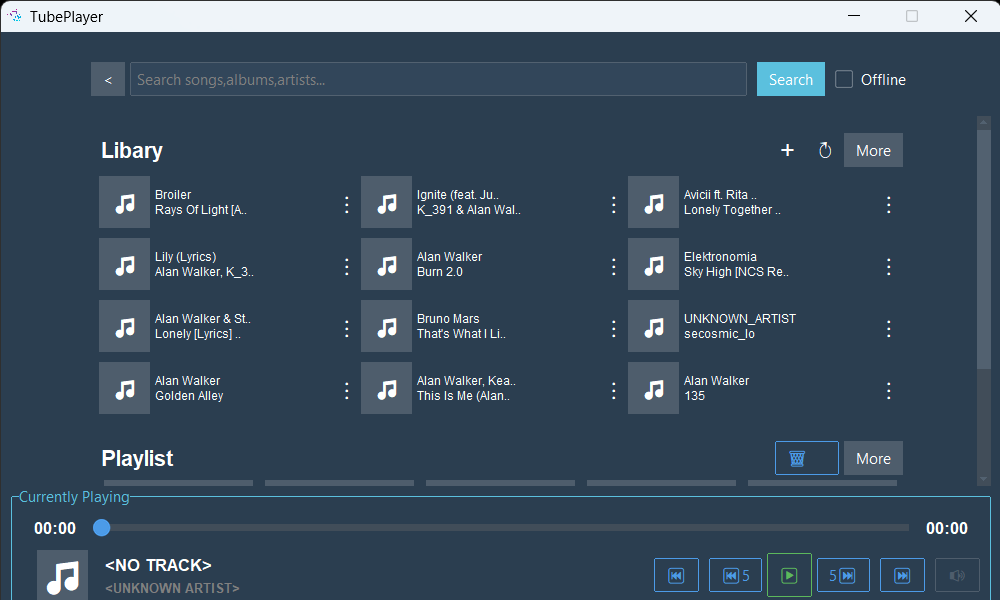 TubePlayer
<
Search songs,albums,artists...
Search
Offline
Libary
+
More
Broiler
Rays Of Light [A..
Ignite (feat. Ju..
K_391 & Alan Wal..
Avicii ft. Rita ..
Lonely Together ..
Lily (Lyrics)
Alan Walker, K_3..
Alan Walker
Burn 2.0
Elektronomia
Sky High [NCS Re..
Alan Walker & St..
Lonely [Lyrics] ..
Bruno Mars
That's What I Li..
UNKNOWN_ARTIST
secosmic_lo
Alan Walker
Golden Alley
Alan Walker, Kea..
This Is Me (Alan..
Alan Walker
135
Playlist
More
Currently Playing
00:00
00:00
<NO TRACK>
<UNKNOWN ARTIST>
5
5